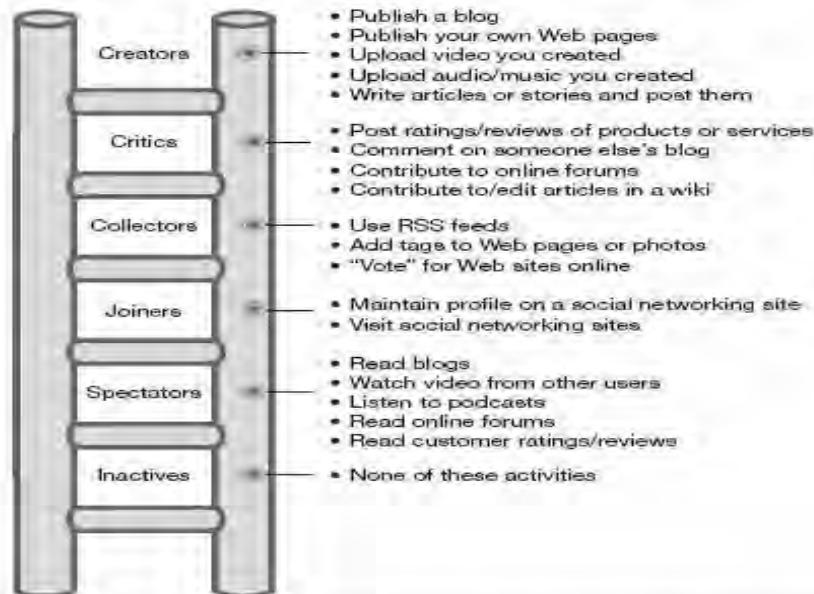 Creators
• Publish a blog
• Publish your own Web pages
• Upload video you created
• Upload audio/music you created
• Write articles or stories and post them
Critics
• Post ratings/reviews of products or services
• Comment on someone else's blog
• Contribute to online forums
• Contribute to/edit articles in a wiki
Collectors
• Use RSS feeds
• Add tags to Web pages or photos
• "Vote" for Web sites online
Joiners
• Maintain profile on a social networking site
• Visit social networking sites
Spectators
• Read blogs
• Watch video from other users
• Listen to podcasts
• Read online forums
• Read customer ratings/reviews
Inactives
• None of these activities